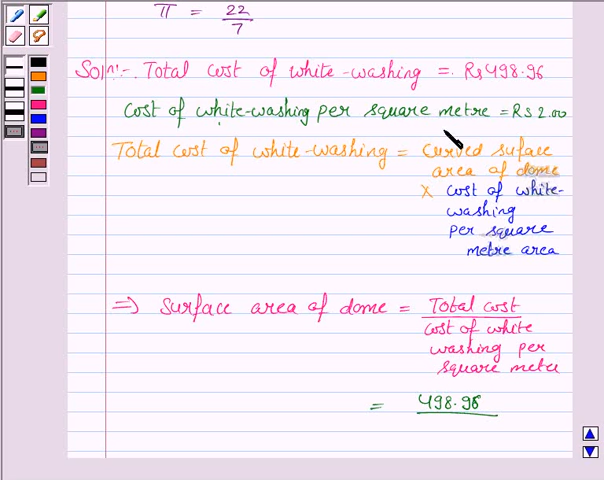 π = 22/7
Solⁿ:-. Total cost of white-washing = Rs 498.96
Cost of white-washing per square metre = Rs 2.00
Total cost of white-washing = curved suface
area of dome
x cost of white-
washing
per square
metre area
=> Surface area of dome = Total cost
cost of white
washing per
square metre
= 498.96